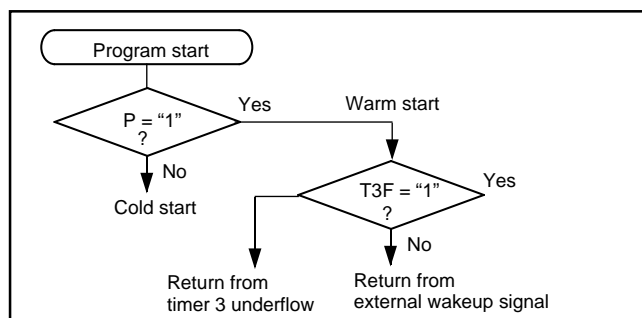 Program start
P = “1”
?
Yes
Warm start
No
Cold start
T3F = “1”
?
Yes
No
Return from
timer 3 underflow
Return from
external wakeup signal